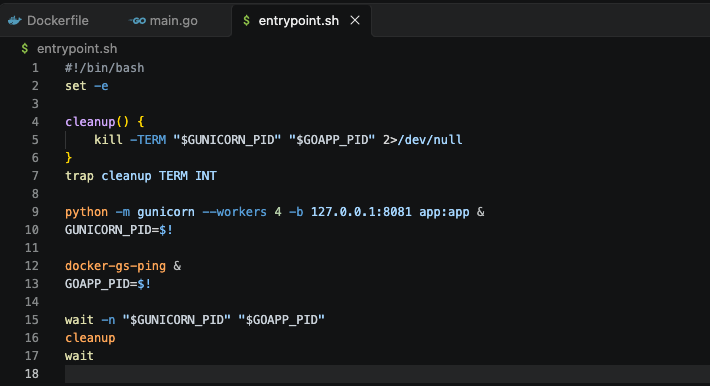 Dockerfile main.go $ entrypoint.sh ×
$ entrypoint.sh
1 #!/bin/bash
2 set -e
3
4 cleanup() {
5     kill -TERM "$GUNICORN_PID" "$GOAPP_PID" 2>/dev/null
6 }
7 trap cleanup TERM INT
8
9 python -m gunicorn --workers 4 -b 127.0.0.1:8081 app:app &
10 GUNICORN_PID=$!
11
12 docker-gs-ping &
13 GOAPP_PID=$!
14
15 wait -n "$GUNICORN_PID" "$GOAPP_PID"
16 cleanup
17 wait
18